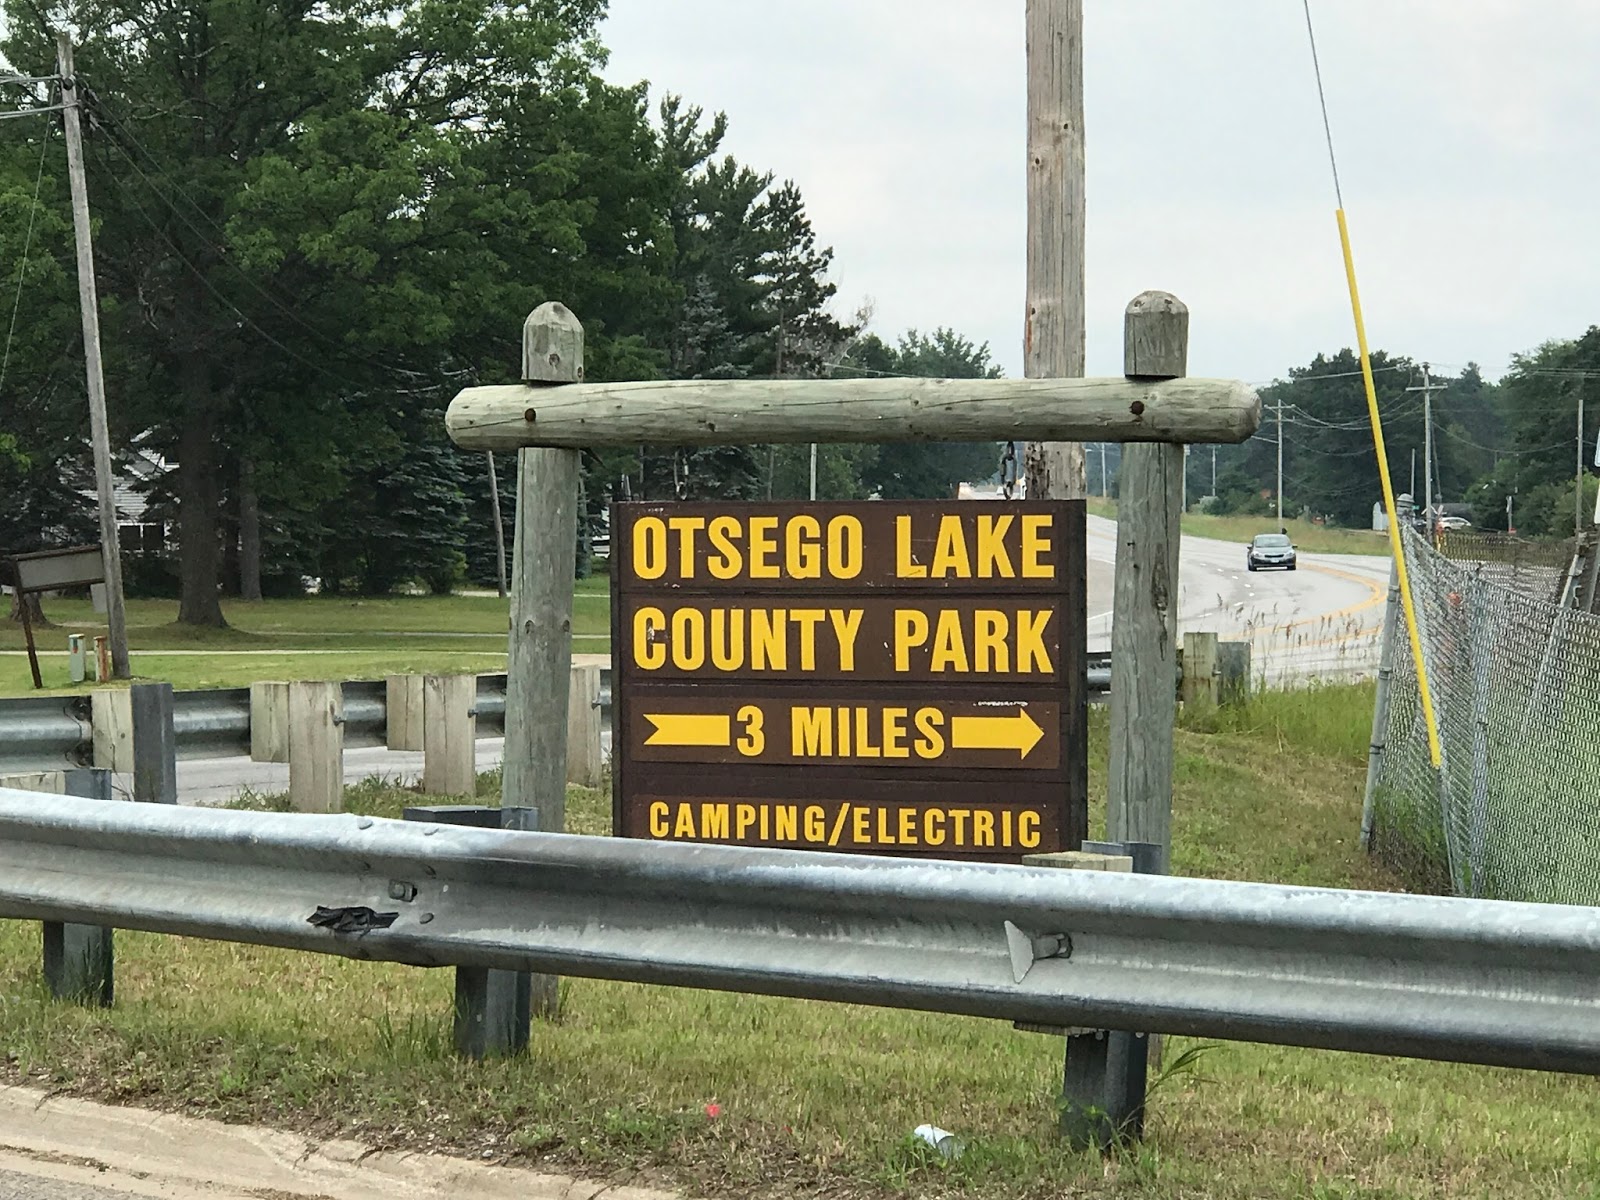 OTSEGO LAKE
COUNTY PARK
3 MILES
CAMPING/ELECTRIC